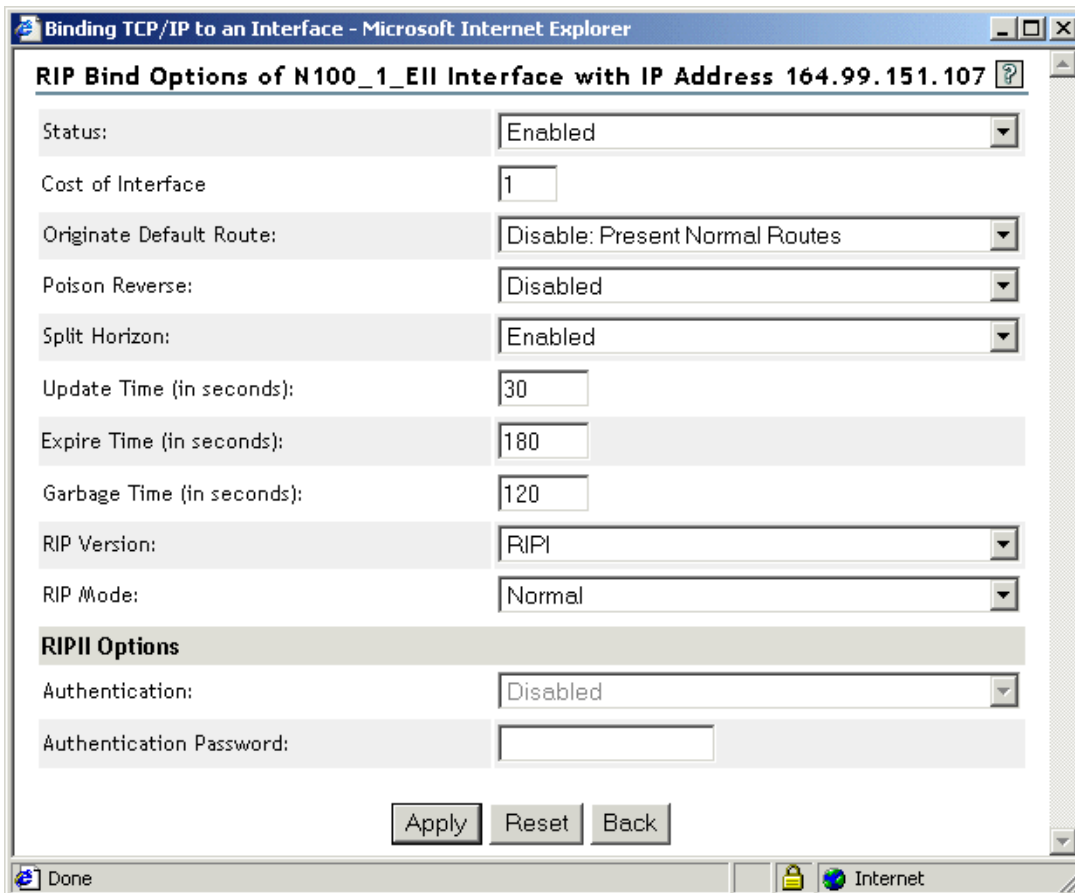 Binding TCP/IP to an Interface - Microsoft Internet Explorer
RIP Bind Options of N100_1_EII Interface with IP Address 164.99.151.107 ?
Status: Enabled
Cost of Interface 1
Originate Default Route: Disable: Present Normal Routes
Poison Reverse: Disabled
Split Horizon: Enabled
Update Time (in seconds): 30
Expire Time (in seconds): 180
Garbage Time (in seconds): 120
RIP Version: RIPI
RIP Mode: Normal
RIPII Options
Authentication: Disabled
Authentication Password:
Apply Reset Back
Done Internet